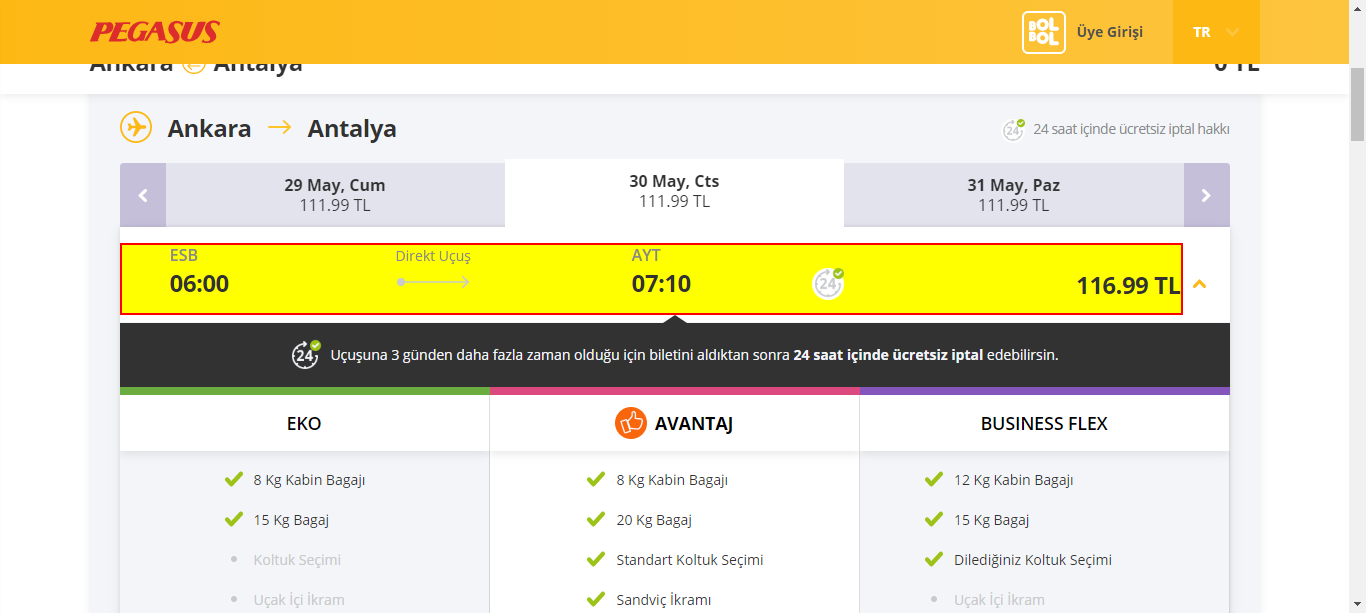 PEGASUS
BOL BOL
Üye Girişi
TR
Ankara Antalya
0 TL
Ankara Antalya
24 saat içinde ücretsiz iptal hakkı
29 May, Cum
111.99 TL
30 May, Cts
111.99 TL
31 May, Paz
111.99 TL
ESB
Direkt Uçuş
AYT
06:00
07:10
24
116.99 TL
24
Uçuşuna 3 günden daha fazla zaman olduğu için biletini aldıktan sonra 24 saat içinde ücretsiz iptal edebilirsin.
EKO
AVANTAJ
BUSINESS FLEX
8 Kg Kabin Bagajı
15 Kg Bagaj
Koltuk Seçimi
Uçak İçi İkram
8 Kg Kabin Bagajı
20 Kg Bagaj
Standart Koltuk Seçimi
Sandviç İkramı
12 Kg Kabin Bagajı
15 Kg Bagaj
Dilediğiniz Koltuk Seçimi
Uçak İçi İkram